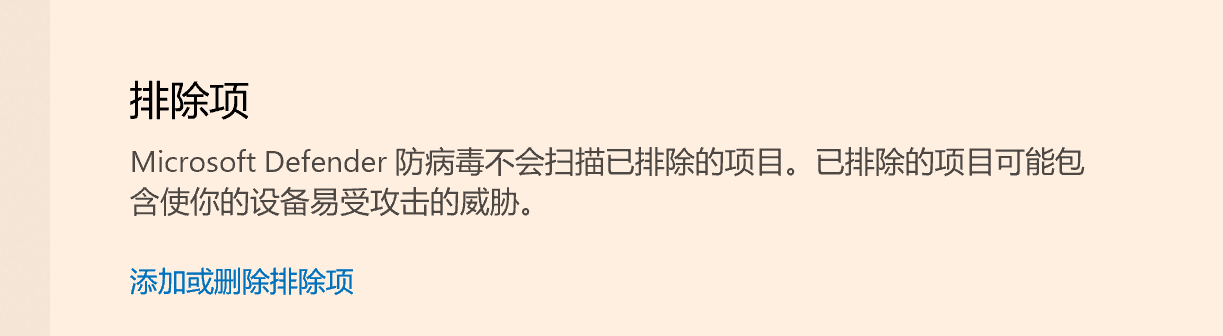 排除项
Microsoft Defender 防病毒不会扫描已排除的项目。已排除的项目可能包
含使你的设备易受攻击的威胁。
添加或删除排除项